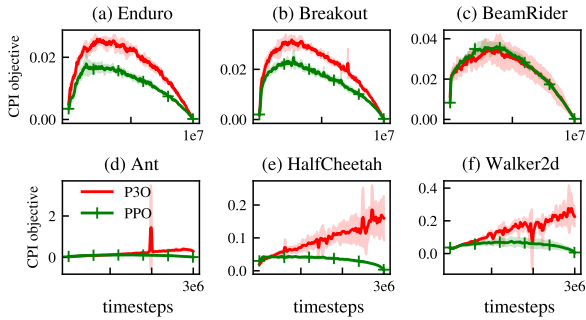 (a) Enduro
(b) Breakout
(c) BeamRider
CPI objective
0.02
0.00
1e7
0.02
0.00
1e7
0.04
0.02
0.00
1e7
(d) Ant
(e) HalfCheetah
(f) Walker2d
CPI objective
P3O
PPO
2
0
3e6
timesteps
0.2
0.1
0.0
3e6
timesteps
0.4
0.2
0.0
3e6
timesteps